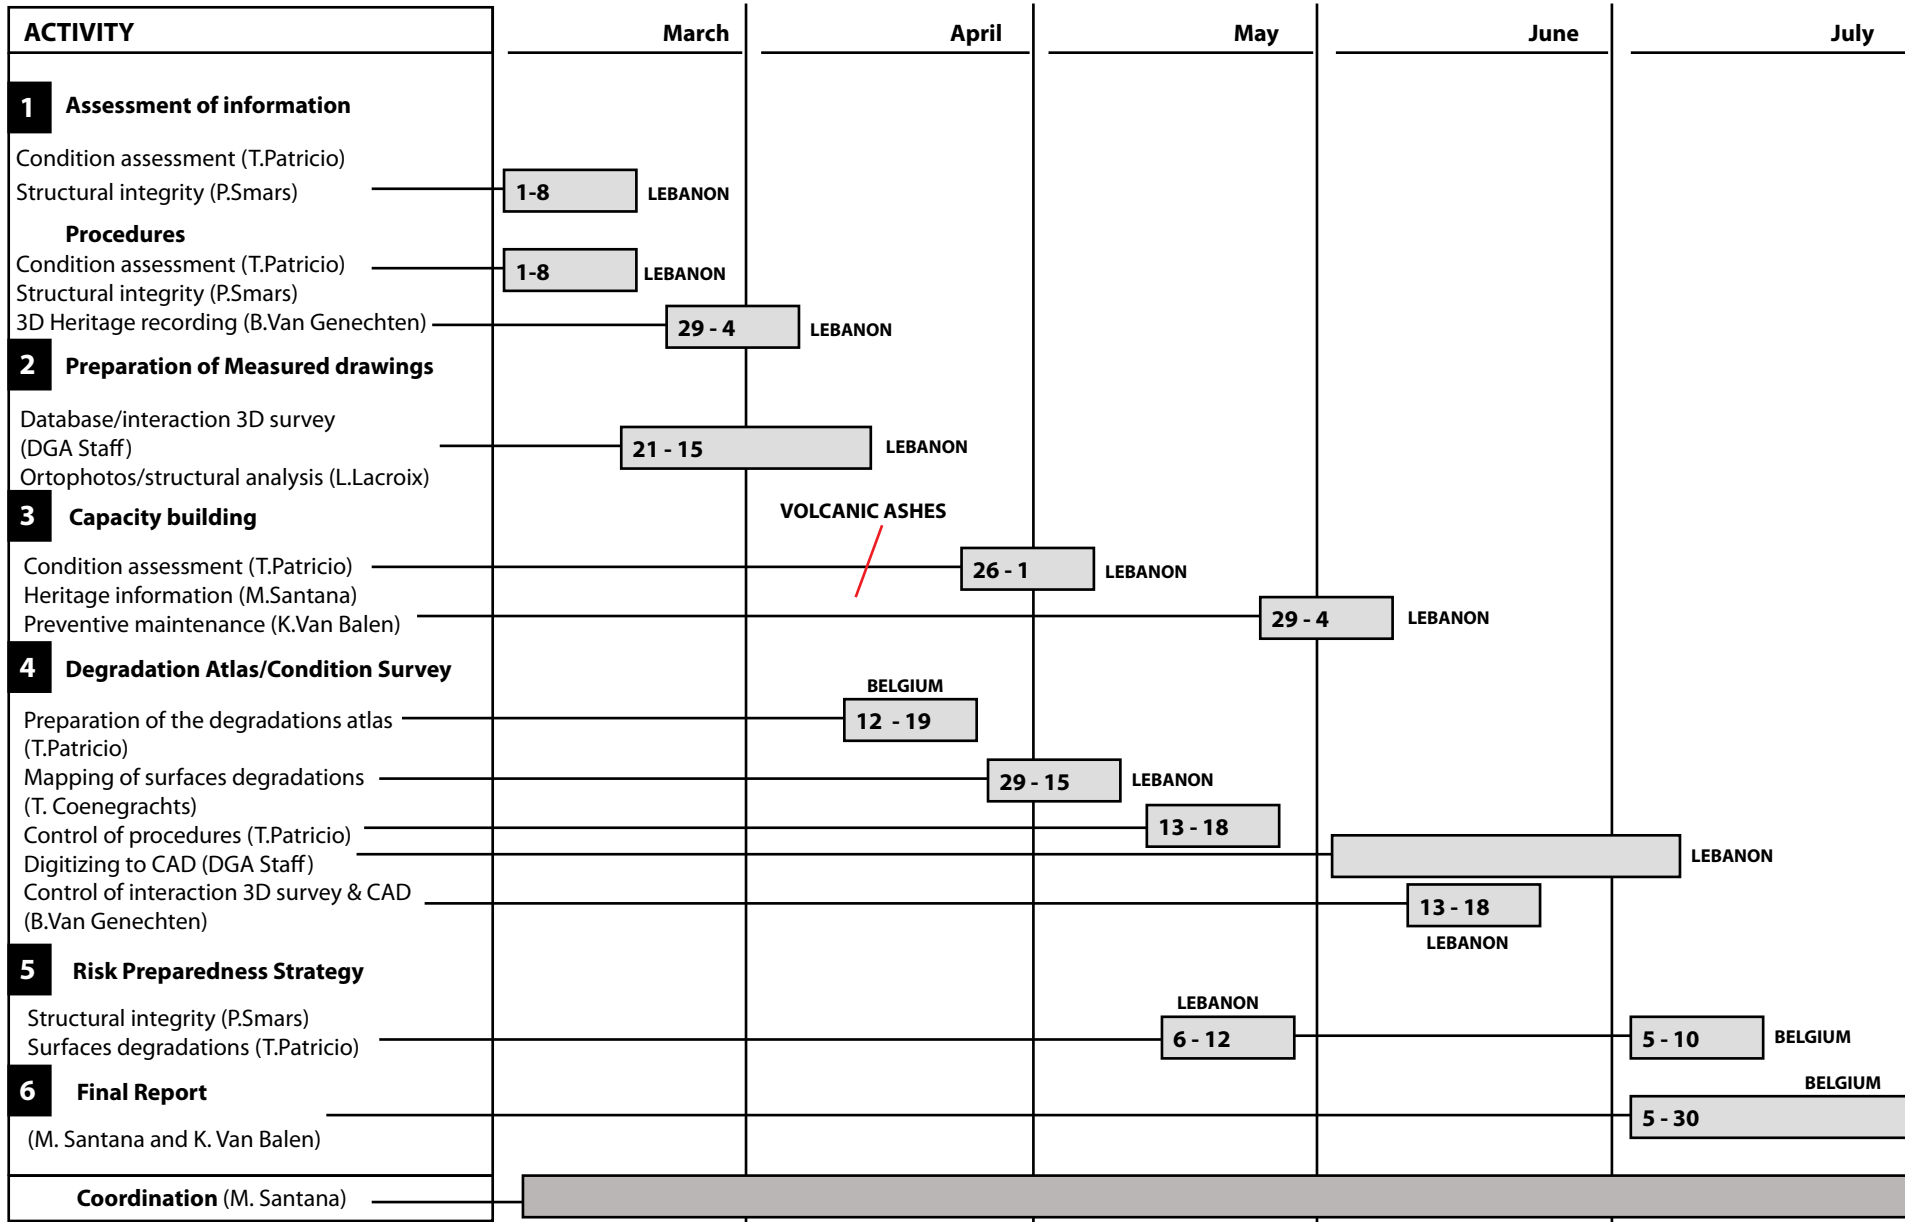 ACTIVITY March April May June July
1 Assessment of information
Condition assessment (T.Patricio)
Structural integrity (P.Smars) 1-8 LEBANON
Procedures
Condition assessment (T.Patricio) 1-8 LEBANON
Structural integrity (P.Smars)
3D Heritage recording (B.Van Genechten) 29 - 4 LEBANON
2 Preparation of Measured drawings
Database/interaction 3D survey
(DGA Staff) 21 - 15 LEBANON
Ortophotos/structural analysis (L.Lacroix)
3 Capacity building VOLCANIC ASHES
Condition assessment (T.Patricio) 26 - 1 LEBANON
Heritage information (M.Santana)
Preventive maintenance (K.Van Balen) 29 - 4 LEBANON
4 Degradation Atlas/Condition Survey
BELGIUM
Preparation of the degradations atlas 12 - 19
(T.Patricio)
Mapping of surfaces degradations 29 - 15 LEBANON
(T. Coenegrachts)
Control of procedures (T.Patricio) 13 - 18
Digitizing to CAD (DGA Staff) LEBANON
Control of interaction 3D survey & CAD 13 - 18
(B.Van Genechten) LEBANON
5 Risk Preparedness Strategy
LEBANON
Structural integrity (P.Smars)
Surfaces degradations (T.Patricio) 6 - 12 5 - 10 BELGIUM
6 Final Report BELGIUM
5 - 30
(M. Santana and K. Van Balen)
Coordination (M. Santana)